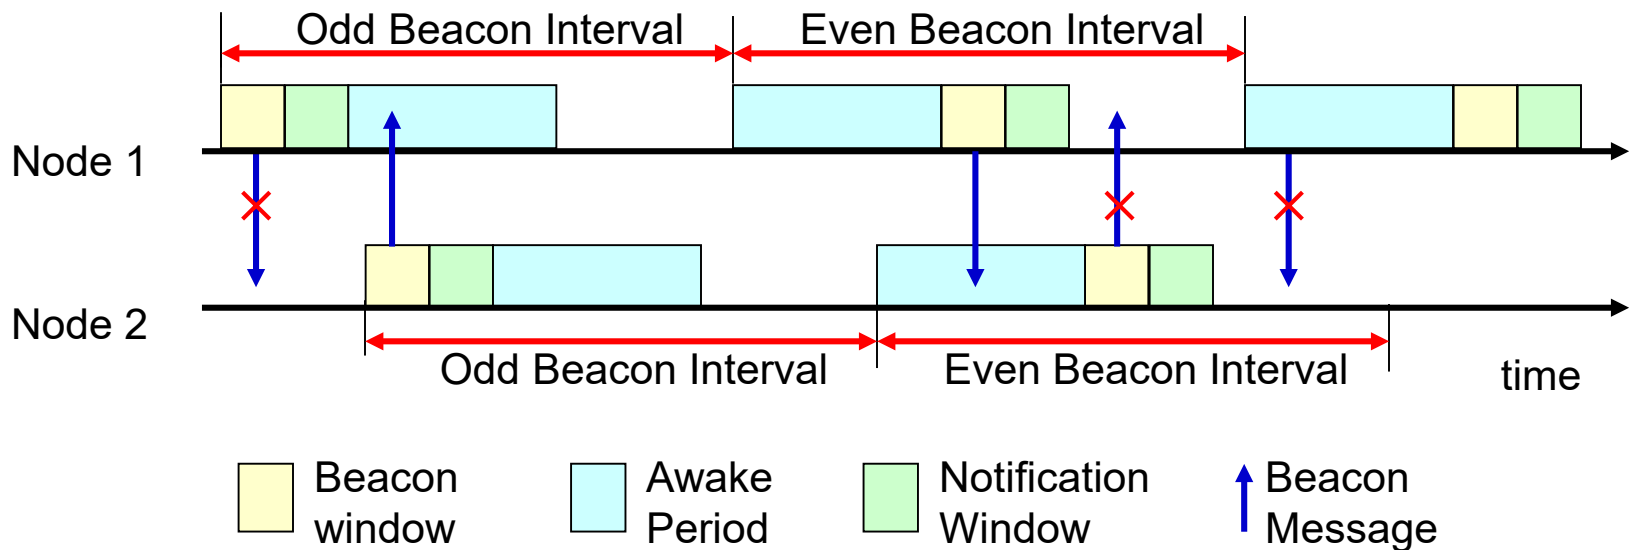 Odd Beacon Interval
Even Beacon Interval
Node 1
Node 2
Odd Beacon Interval
Even Beacon Interval
time
Beacon
window
Awake
Period
Notification
Window
Beacon
Message